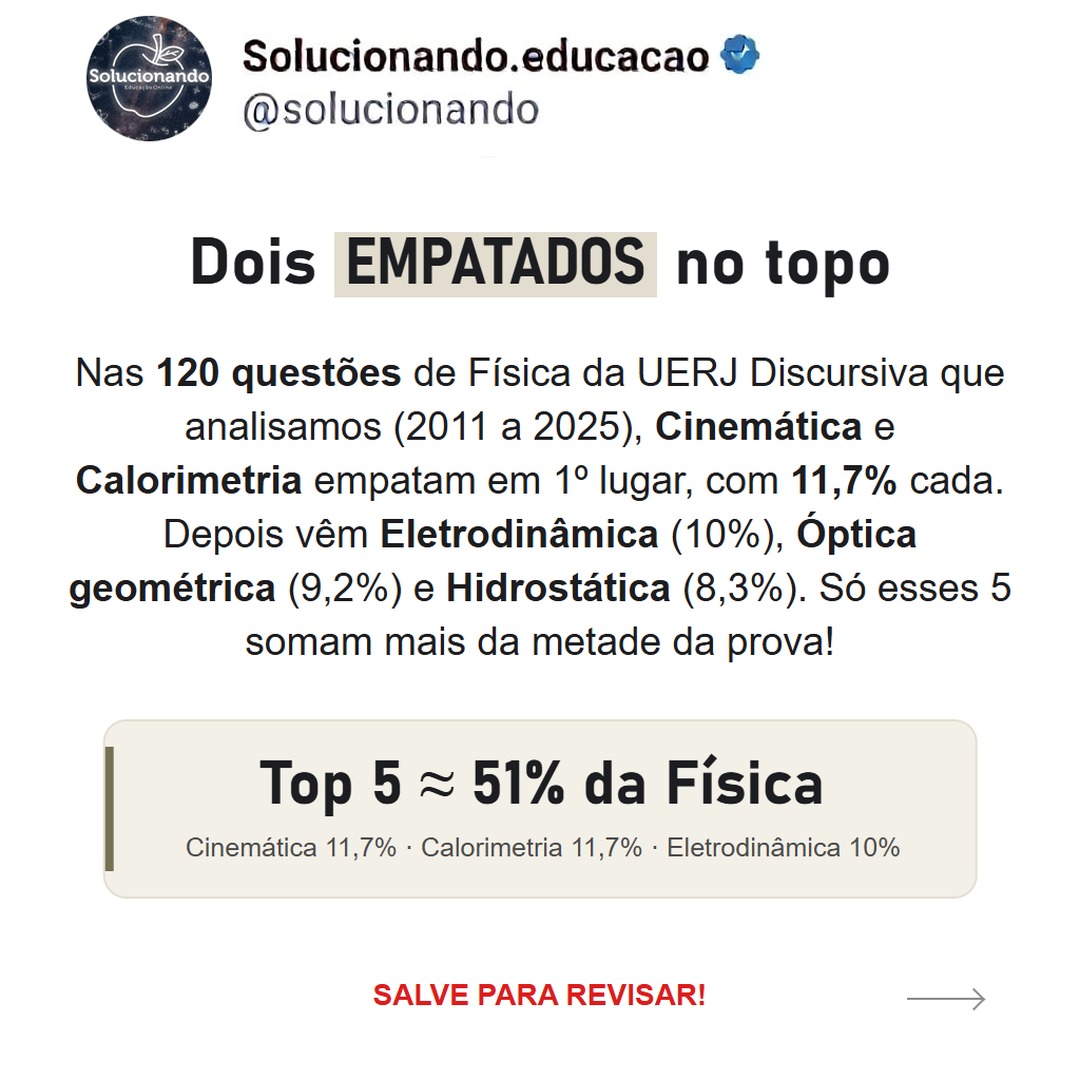 Solucionando
Educação Online
Solucionando.educacao
@solucionando
Dois EMPATADOS no topo
Nas 120 questões de Física da UERJ Discursiva que
analisamos (2011 a 2025), Cinemática e
Calorimetria empatam em 1º lugar, com 11,7% cada.
Depois vêm Eletrodinâmica (10%), Óptica
geométrica (9,2%) e Hidrostática (8,3%). Só esses 5
somam mais da metade da prova!
Top 5 ≈ 51% da Física
Cinemática 11,7% · Calorimetria 11,7% · Eletrodinâmica 10%
SALVE PARA REVISAR!